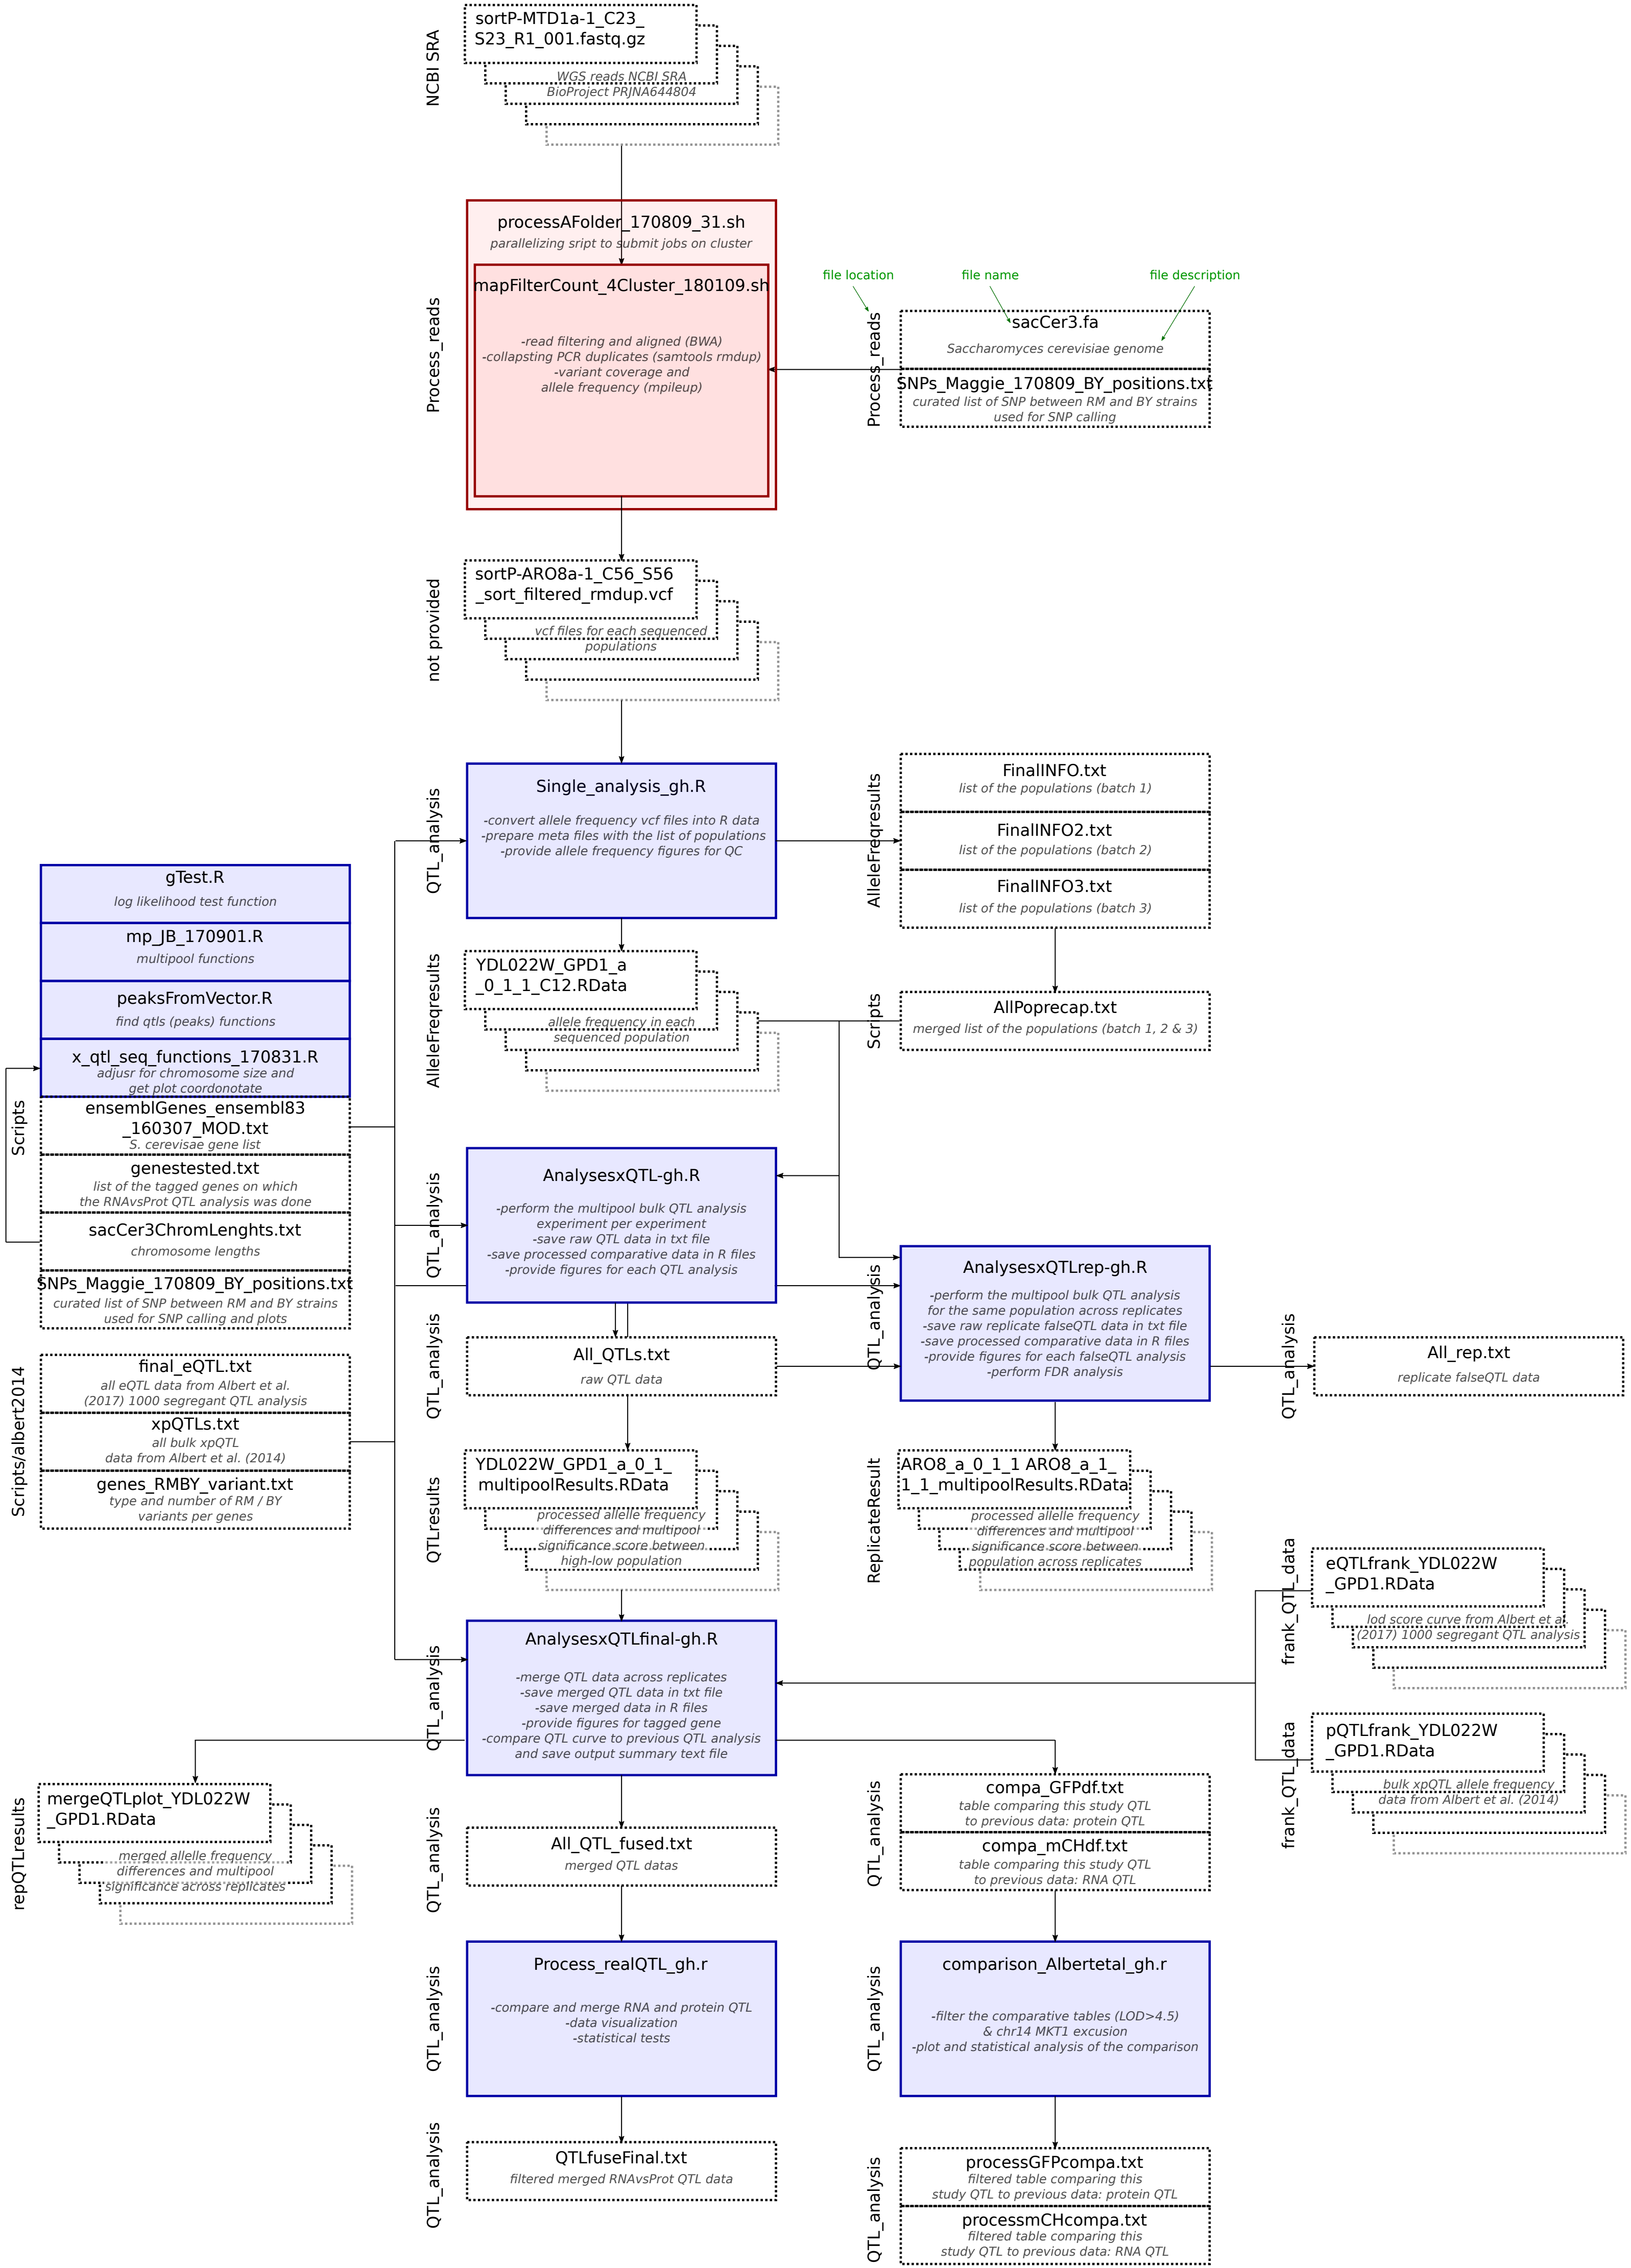 NCBI SRA
sortP-MTD1a-1_C23_
S23_R1_001.fastq.gz
WGS reads NCBI SRA
BioProject PRJNA644804
Process_reads
processAFolder_170809_31.sh
parallelizing sript to submit jobs on cluster
mapFilterCount_4Cluster_180109.sh
-read filtering and aligned (BWA)
-collapsting PCR duplicates (samtools rmdup)
-variant coverage and
allele frequency (mpileup)
file location
file name
file description
Process_reads
sacCer3.fa
Saccharomyces cerevisiae genome
SNPs_Maggie_170809_BY_positions.txt
curated list of SNP between RM and BY strains
used for SNP calling
not provided
sortP-ARO8a-1_C56_S56
_sort_filtered_rmdup.vcf
vcf files for each sequenced
populations
QTL_analysis
Single_analysis_gh.R
-convert allele frequency vcf files into R data
-prepare meta files with the list of populations
-provide allele frequency figures for QC
AlleleFreqresults
FinalINFO.txt
list of the populations (batch 1)
FinalINFO2.txt
list of the populations (batch 2)
FinalINFO3.txt
list of the populations (batch 3)
Scripts
gTest.R
log likelihood test function
mp_JB_170901.R
multipool functions
peaksFromVector.R
find qtls (peaks) functions
x_qtl_seq_functions_170831.R
adjusr for chromosome size and
get plot coordonotate
ensemblGenes_ensembl83
_160307_MOD.txt
S. cerevisae gene list
genestested.txt
list of the tagged genes on which
the RNAvsProt QTL analysis was done
sacCer3ChromLenghts.txt
chromosome lengths
SNPs_Maggie_170809_BY_positions.txt
curated list of SNP between RM and BY strains
used for SNP calling and plots
AlleleFreqresults
YDL022W_GPD1_a
_0_1_1_C12.RData
allele frequency in each
sequenced population
Scripts
AllPoprecap.txt
merged list of the populations (batch 1, 2 & 3)
QTL_analysis
AnalysesxQTL-gh.R
-perform the multipool bulk QTL analysis
experiment per experiment
-save raw QTL data in txt file
-save processed comparative data in R files
-provide figures for each QTL analysis
QTL_analysis
AnalysesxQTLrep-gh.R
-perform the multipool bulk QTL analysis
for the same population across replicates
-save raw replicate falseQTL data in txt file
-save processed comparative data in R files
-provide figures for each falseQTL analysis
-perform FDR analysis
QTL_analysis
All_QTLs.txt
raw QTL data
QTL_analysis
All_rep.txt
replicate falseQTL data
Scripts/albert2014
final_eQTL.txt
all eQTL data from Albert et al.
(2017) 1000 segregant QTL analysis
xpQTLs.txt
all bulk xpQTL
data from Albert et al. (2014)
genes_RMBY_variant.txt
type and number of RM / BY
variants per genes
QTLresults
YDL022W_GPD1_a_0_1_
multipoolResults.RData
processed allelle frequency
differences and multipool
significance score between
high-low population
ReplicateResult
ARO8_a_0_1_1 ARO8_a_1_
1_1_multipoolResults.RData
processed allelle frequency
differences and multipool
significance score between
population across replicates
frank_QTL_data
eQTLfrank_YDL022W
_GPD1.RData
lod score curve from Albert et al.
(2017) 1000 segregant QTL analysis
QTL_analysis
AnalysesxQTLfinal-gh.R
-merge QTL data across replicates
-save merged QTL data in txt file
-save merged data in R files
-provide figures for tagged gene
-compare QTL curve to previous QTL analysis
and save output summary text file
frank_QTL_data
pQTLfrank_YDL022W
_GPD1.RData
bulk xpQTL allele frequency
data from Albert et al. (2014)
repQTLresults
mergeQTLplot_YDL022W
_GPD1.RData
merged allelle frequency
differences and multipool
significance across replicates
QTL_analysis
All_QTL_fused.txt
merged QTL datas
QTL_analysis
compa_GFPdf.txt
table comparing this study QTL
to previous data: protein QTL
compa_mCHdf.txt
table comparing this study QTL
to previous data: RNA QTL
QTL_analysis
Process_realQTL_gh.r
-compare and merge RNA and protein QTL
-data visualization
-statistical tests
QTL_analysis
comparison_Albertetal_gh.r
-filter the comparative tables (LOD>4.5)
& chr14 MKT1 excusion
-plot and statistical analysis of the comparison
QTL_analysis
QTLfuseFinal.txt
filtered merged RNAvsProt QTL data
QTL_analysis
processGFPcompa.txt
filtered table comparing this
study QTL to previous data: protein QTL
processmCHcompa.txt
filtered table comparing this
study QTL to previous data: RNA QTL